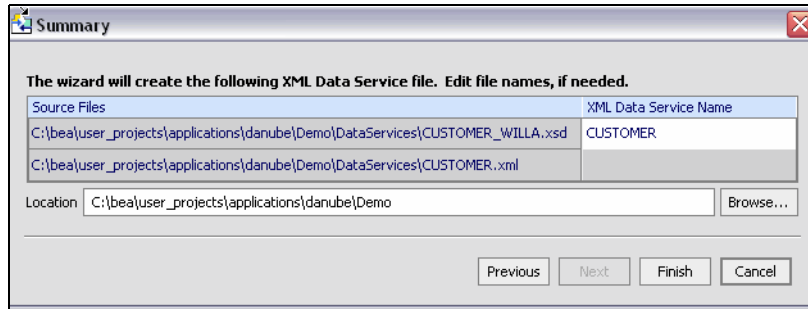 Summary
The wizard will create the following XML Data Service file. Edit file names, if needed.
Source Files XML Data Service Name
C:\bea\user_projects\applications\danube\Demo\DataServices\CUSTOMER_WILLA.xsd CUSTOMER
C:\bea\user_projects\applications\danube\Demo\DataServices\CUSTOMER.xml
Location C:\bea\user_projects\applications\danube\Demo Browse...
Previous Next Finish Cancel